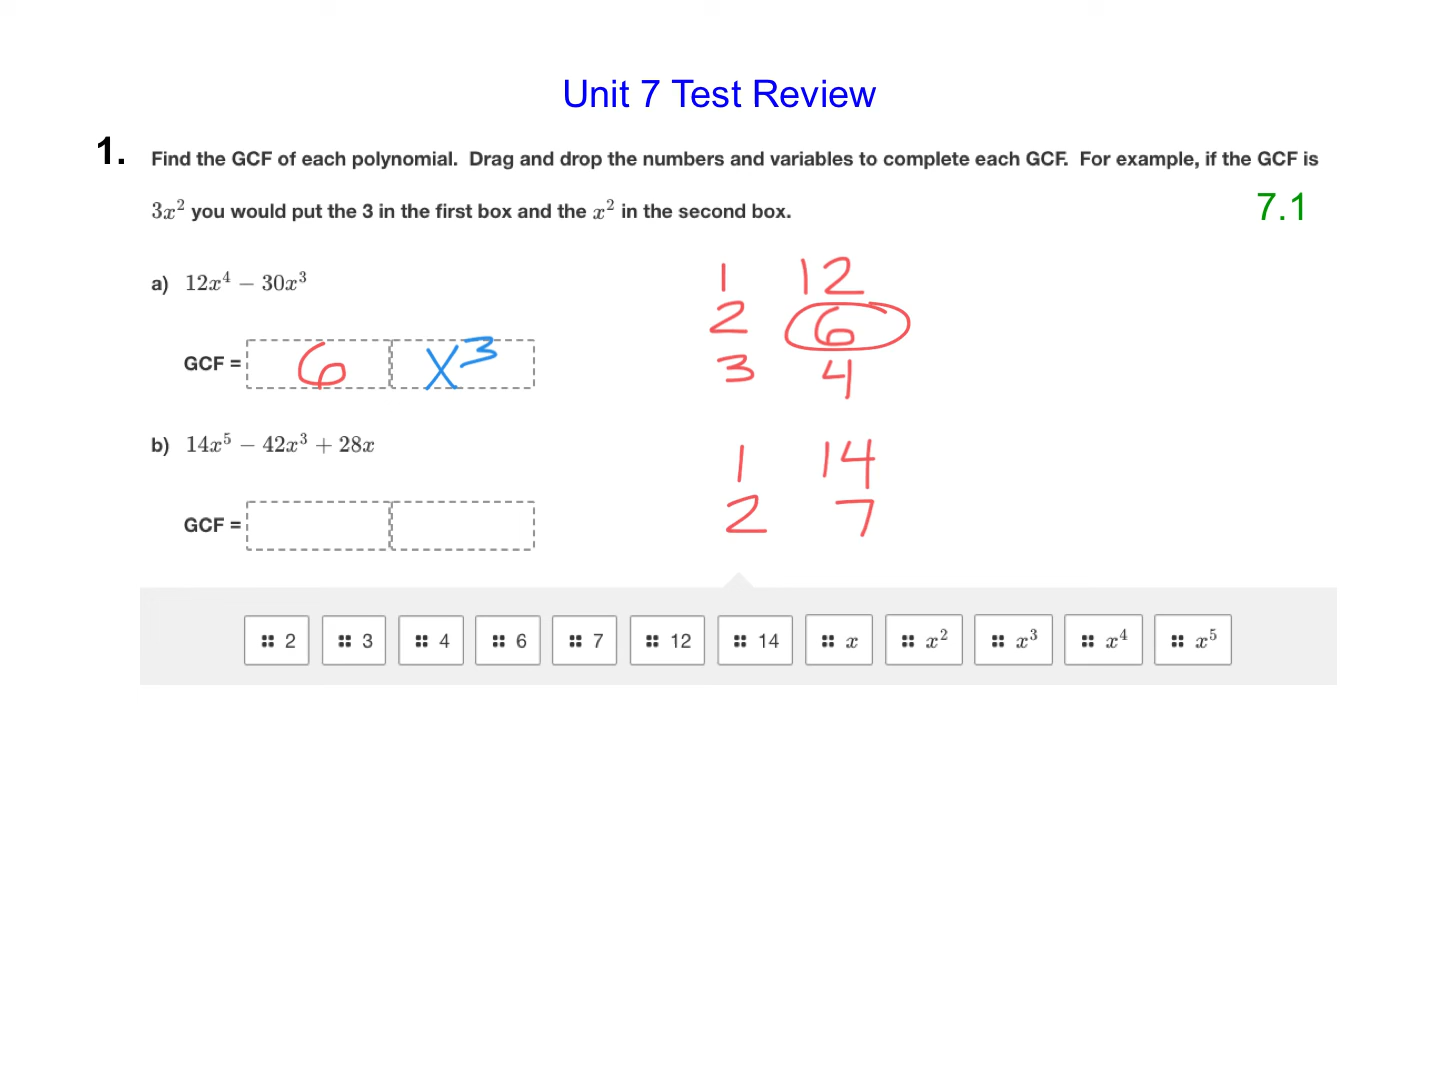 Unit 7 Test Review
1. Find the GCF of each polynomial. Drag and drop the numbers and variables to complete each GCF. For example, if the GCF is
3x² you would put the 3 in the first box and the x² in the second box. 7.1
a) 12x⁴ − 30x³
1 12
2 6
GCF = 6 x³
3 4
b) 14x⁵ − 42x³ + 28x
1 14
GCF =
2 7
2 3 4 6 7 12 14 x x² x³ x⁴ x⁵